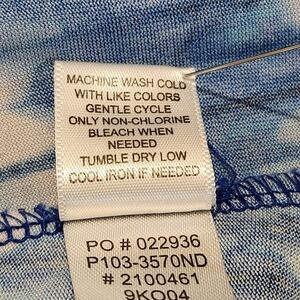 MACHINE WASH COLD
WITH LIKE COLORS
GENTLE CYCLE
ONLY NON-CHLORINE
BLEACH WHEN
NEEDED
TUMBLE DRY LOW
COOL IRON IF NEEDED
PO # 022936
P103-3570ND
# 2100461
9KO04